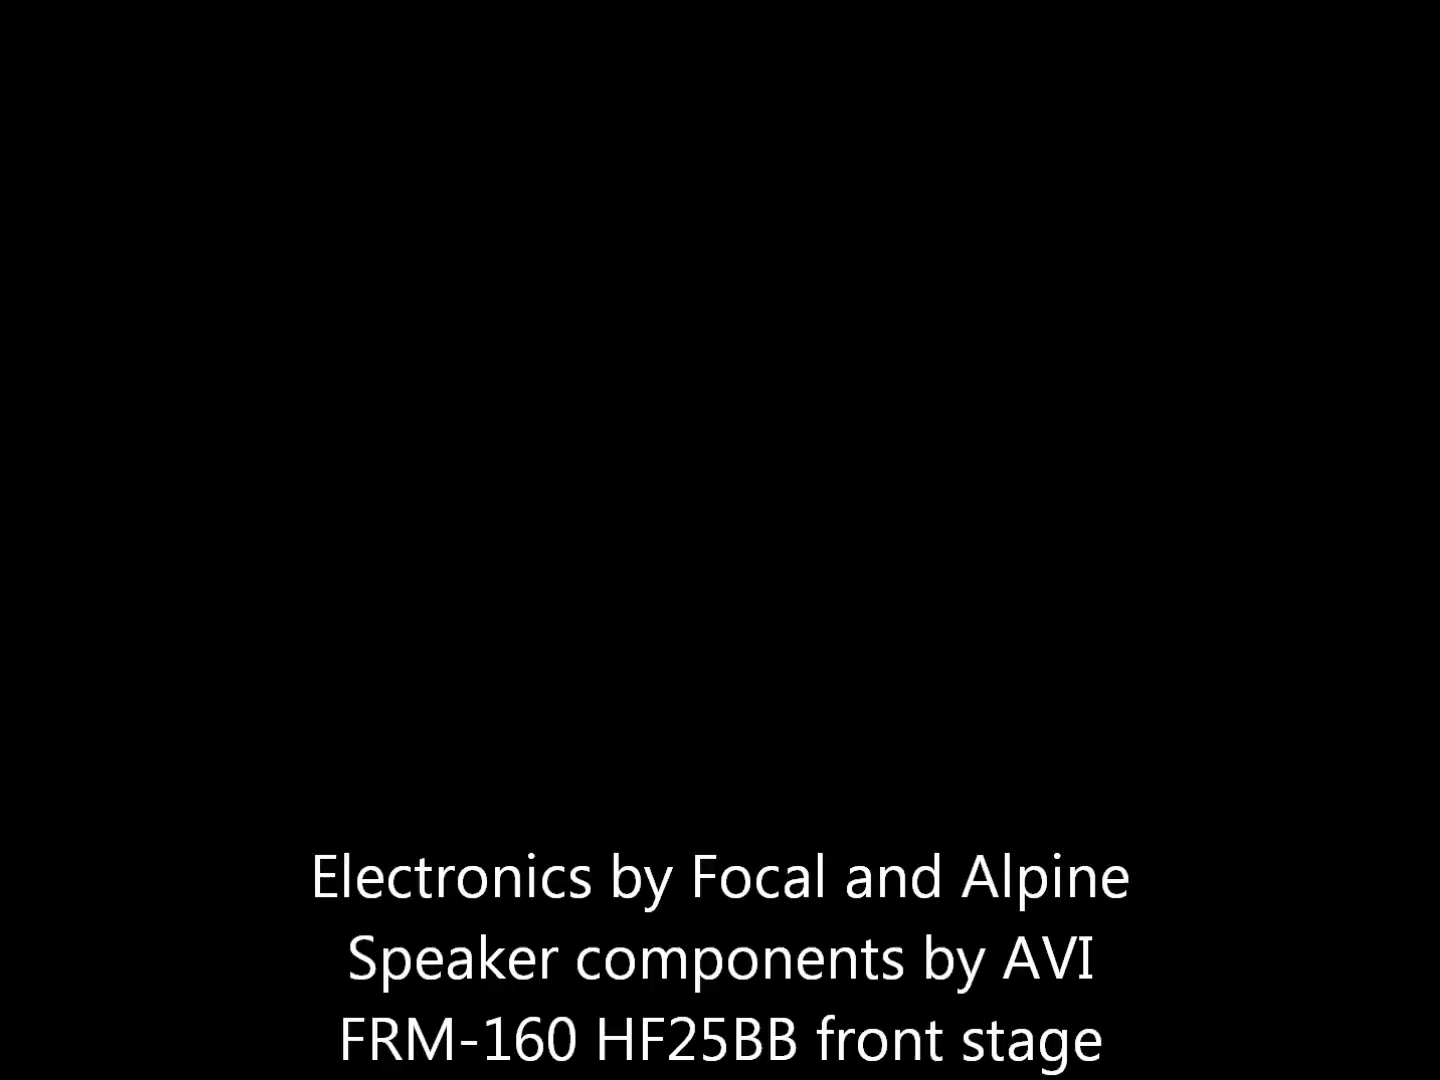 Electronics by Focal and Alpine
Speaker components by AVI
FRM-160 HF25BB front stage